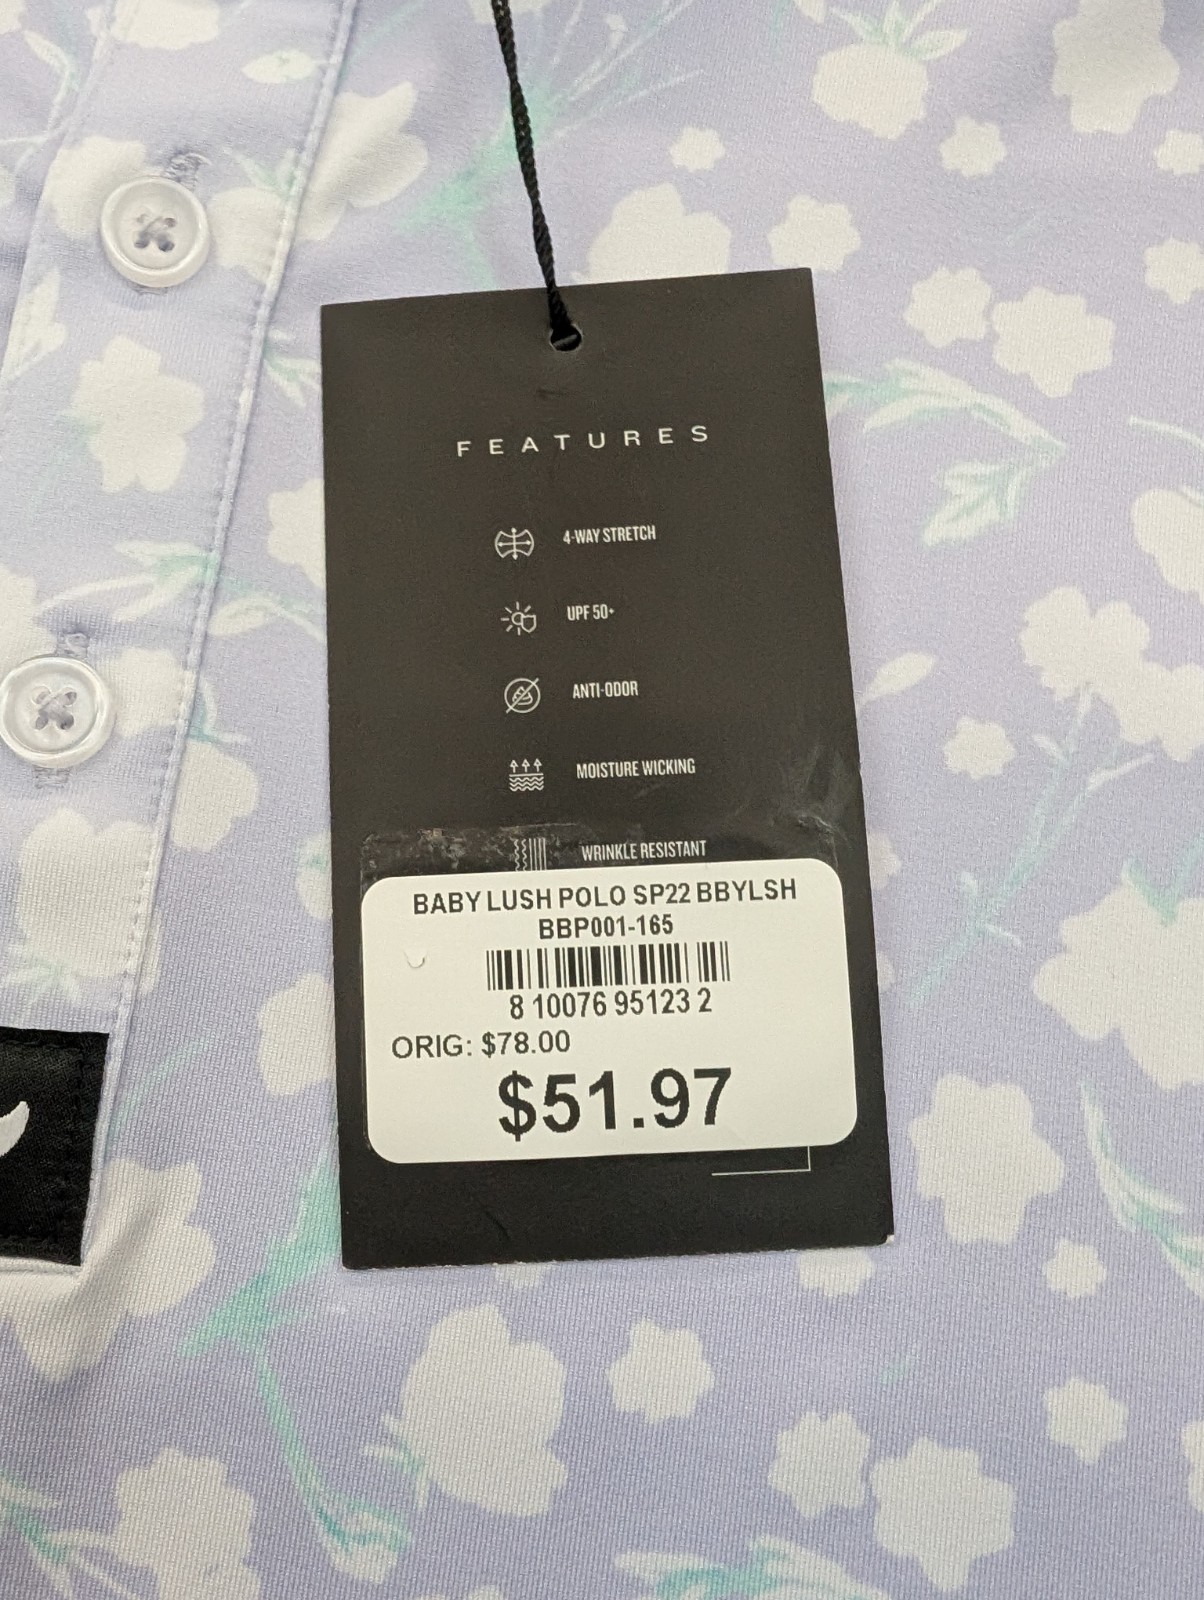 FEATURES
4-WAY STRETCH
UPF 50+
ANTI-ODOR
MOISTURE WICKING
WRINKLE RESISTANT
BABY LUSH POLO SP22 BBYLSH
BBP001-165
8 10076 95123 2
ORIG: $78.00
$51.97